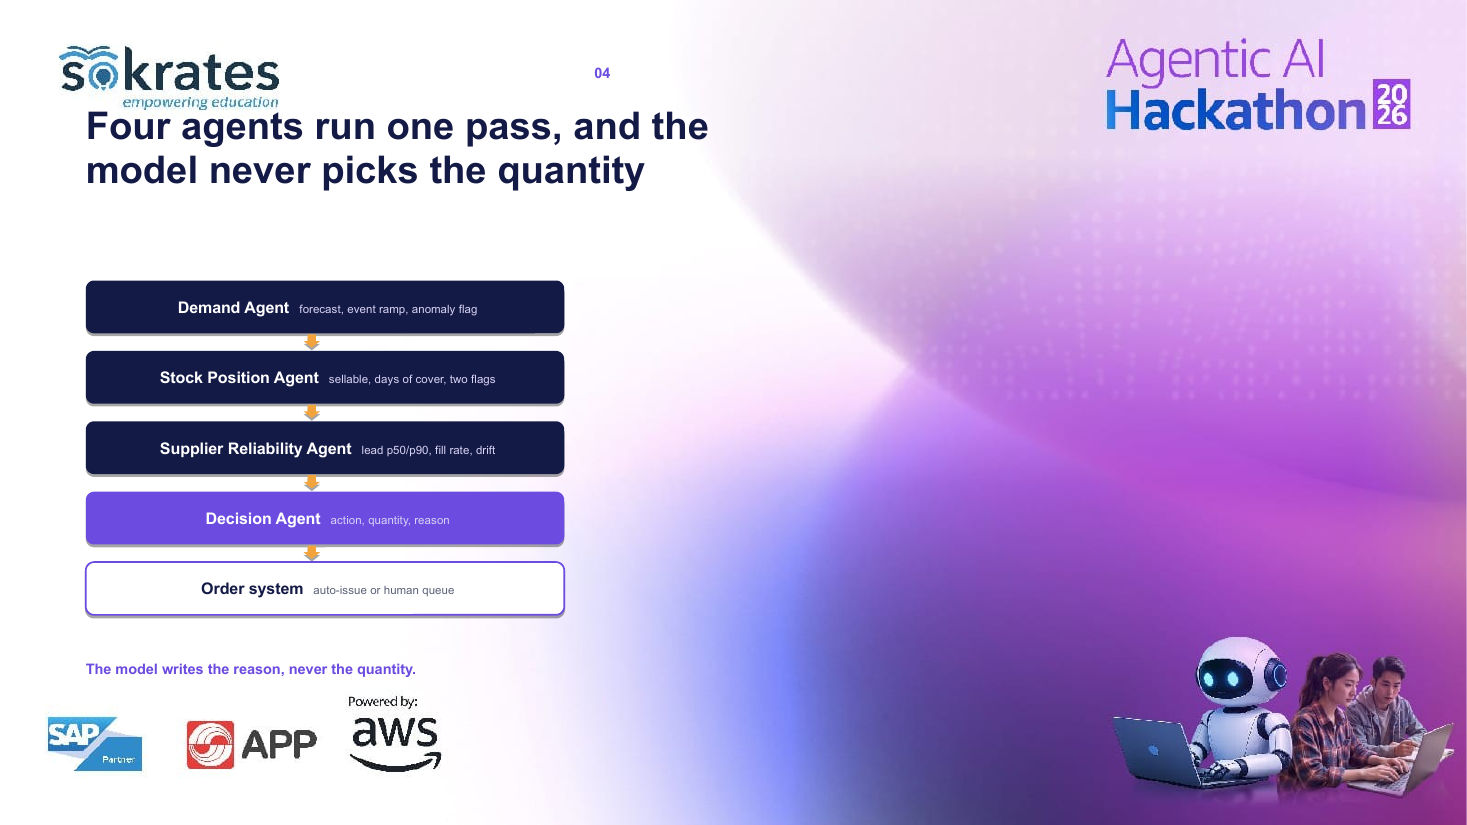 sokrates
empowering education
04
Agentic AI
Hackathon 2026
Four agents run one pass, and the
model never picks the quantity
Demand Agent forecast, event ramp, anomaly flag
Stock Position Agent sellable, days of cover, two flags
Supplier Reliability Agent lead p50/p90, fill rate, drift
Decision Agent action, quantity, reason
Order system auto-issue or human queue
The model writes the reason, never the quantity.
SAP
Partner
APP
Powered by:
aws